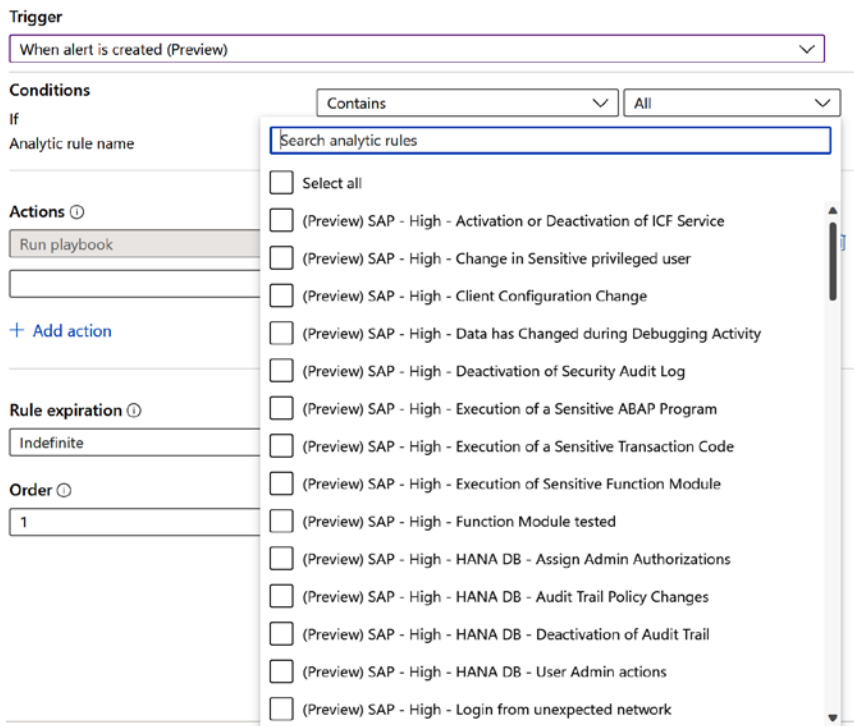 Trigger
When alert is created (Preview)
Conditions
Contains
All
If
Analytic rule name
Search analytic rules
Select all
Actions
Run playbook
+ Add action
Rule expiration
Indefinite
Order
1
(Preview) SAP - High - Activation or Deactivation of ICF Service
(Preview) SAP - High - Change in Sensitive privileged user
(Preview) SAP - High - Client Configuration Change
(Preview) SAP - High - Data has Changed during Debugging Activity
(Preview) SAP - High - Deactivation of Security Audit Log
(Preview) SAP - High - Execution of a Sensitive ABAP Program
(Preview) SAP - High - Execution of a Sensitive Transaction Code
(Preview) SAP - High - Execution of Sensitive Function Module
(Preview) SAP - High - Function Module tested
(Preview) SAP - High - HANA DB - Assign Admin Authorizations
(Preview) SAP - High - HANA DB - Audit Trail Policy Changes
(Preview) SAP - High - HANA DB - Deactivation of Audit Trail
(Preview) SAP - High - HANA DB - User Admin actions
(Preview) SAP - High - Login from unexpected network